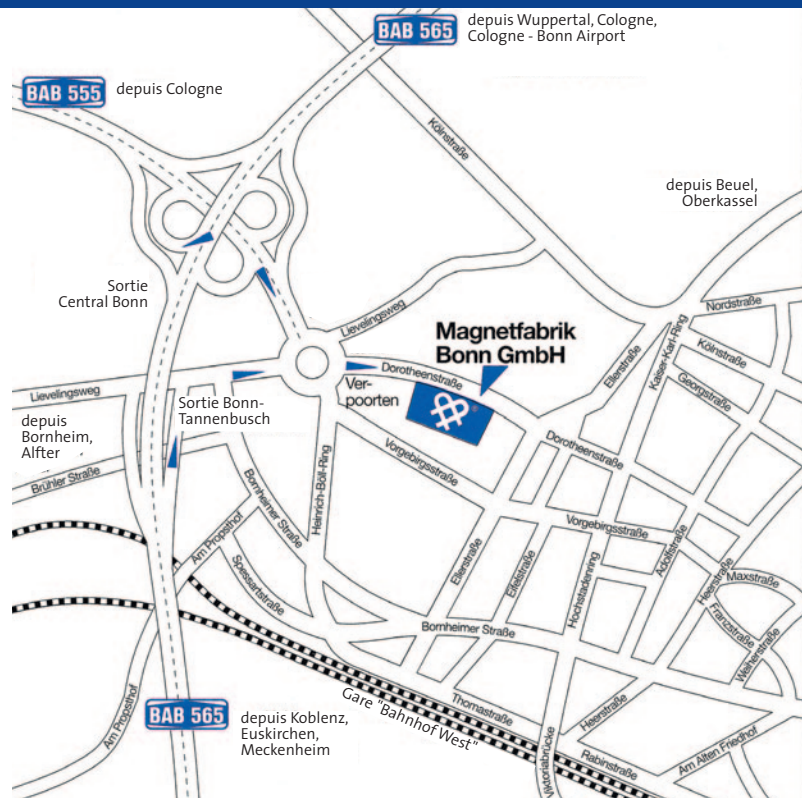 BAB 565
depuis Wuppertal, Cologne,
Cologne - Bonn Airport
BAB 555
depuis Cologne
Kölnstraße
depuis Beuel,
Oberkassel
Sortie
Central Bonn
Lievelingsweg
Nordstraße
Magnetfabrik
Bonn GmbH
Ellerstraße
Kaiser-Karl-Ring
Kölnstraße
Georgstraße
Dorotheenstraße
Ver-
poorten
®
Lievelingsweg
Sortie Bonn-
Tannenbusch
depuis
Bornheim,
Alfter
Brühler Straße
Dorotheenstraße
Vorgebirgsstraße
Heinrich-Böll-Ring
Bornheimer Straße
Am Propsthof
Spessartstraße
Vorgebirgsstraße
Ellerstraße
Eifelstraße
Hochstadenring
Adolfstraße
Heerstraße
Maxstraße
Franzstraße
Weiherstraße
Bornheimer Straße
Am Propsthof
BAB 565
depuis Koblenz,
Euskirchen,
Meckenheim
Gare "Bahnhof West"
Thomastraße
Heerstraße
Viktoriabrücke
Rabinstraße
Am Alten Friedhof